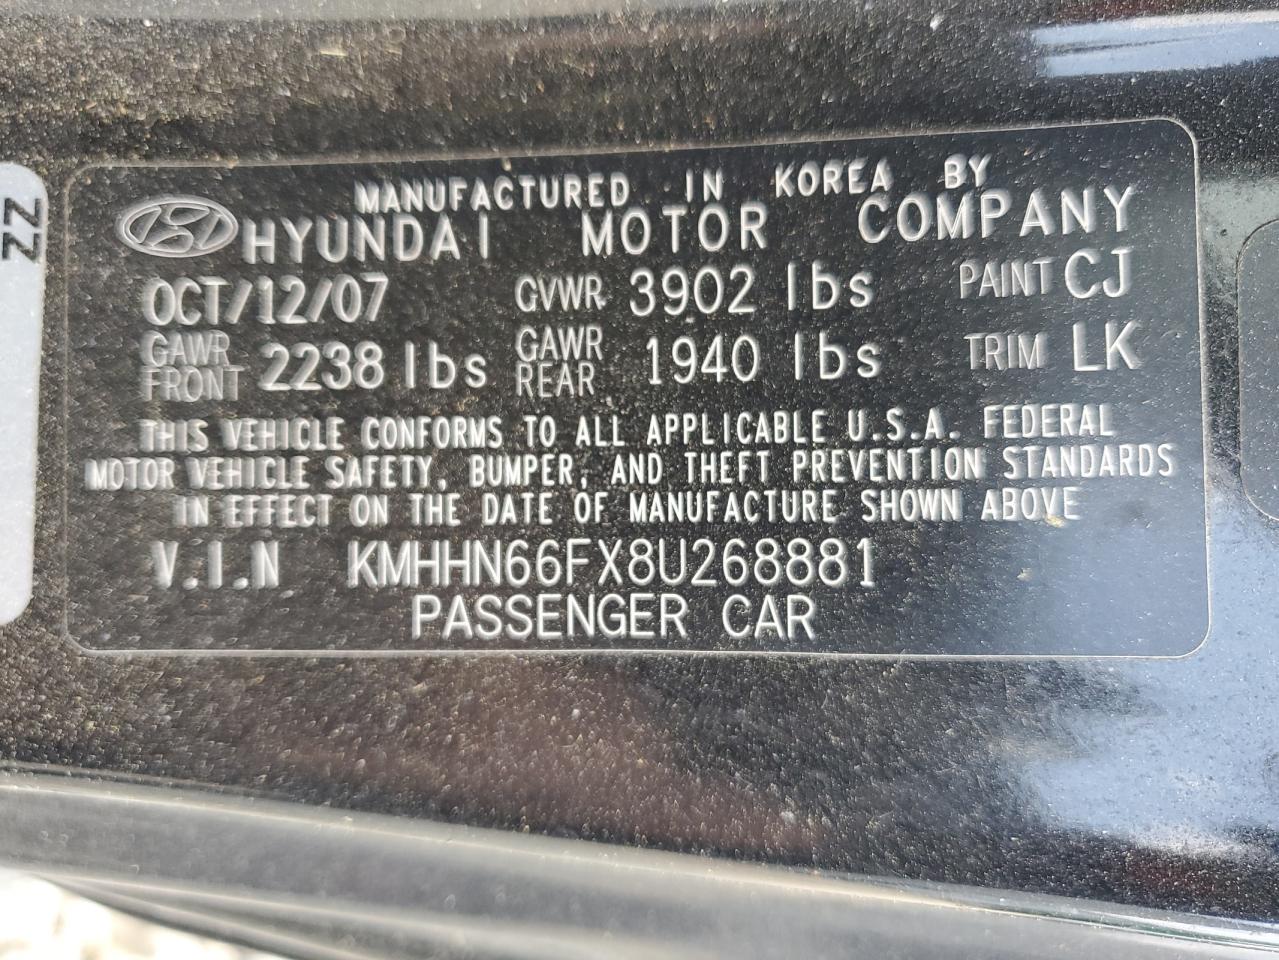 ZZ
MANUFACTURED IN KOREA BY
HYUNDAI MOTOR COMPANY
OCT/12/07 GVWR 3902 lbs PAINT CJ
GAWR FRONT 2238 lbs GAWR REAR 1940 lbs TRIM LK
THIS VEHICLE CONFORMS TO ALL APPLICABLE U.S.A. FEDERAL
MOTOR VEHICLE SAFETY, BUMPER, AND THEFT PREVENTION STANDARDS
IN EFFECT ON THE DATE OF MANUFACTURE SHOWN ABOVE
V.I.N KMHHN66FX8U268881
PASSENGER CAR